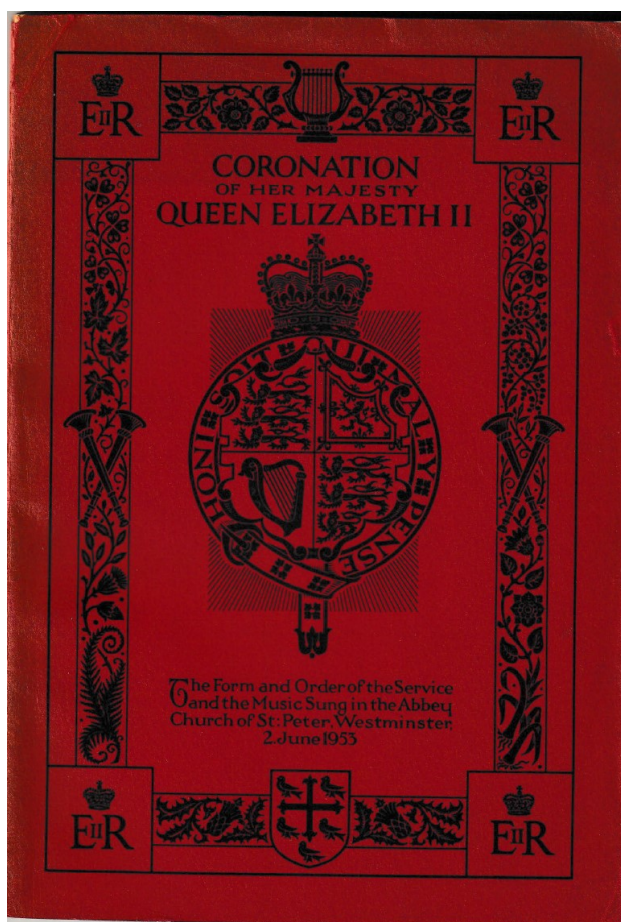 EIIR
EIIR
CORONATION
OF HER MAJESTY
QUEEN ELIZABETH II
HONI SOIT QUI MAL Y PENSE
The Form and Order of the Service
and the Music Sung in the Abbey
Church of St: Peter, Westminster,
2. June 1953
EIIR
EIIR